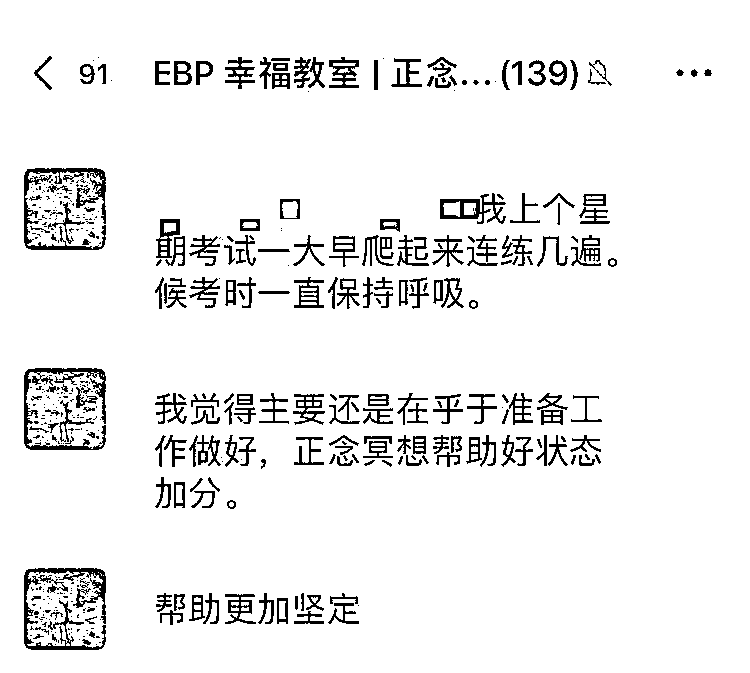 91 EBP 幸福教室 | 正念... (139)
我上个星
期考试一大早爬起来连练几遍。
候考时一直保持呼吸。
我觉得主要还是在乎于准备工
作做好，正念冥想帮助好状态
加分。
帮助更加坚定